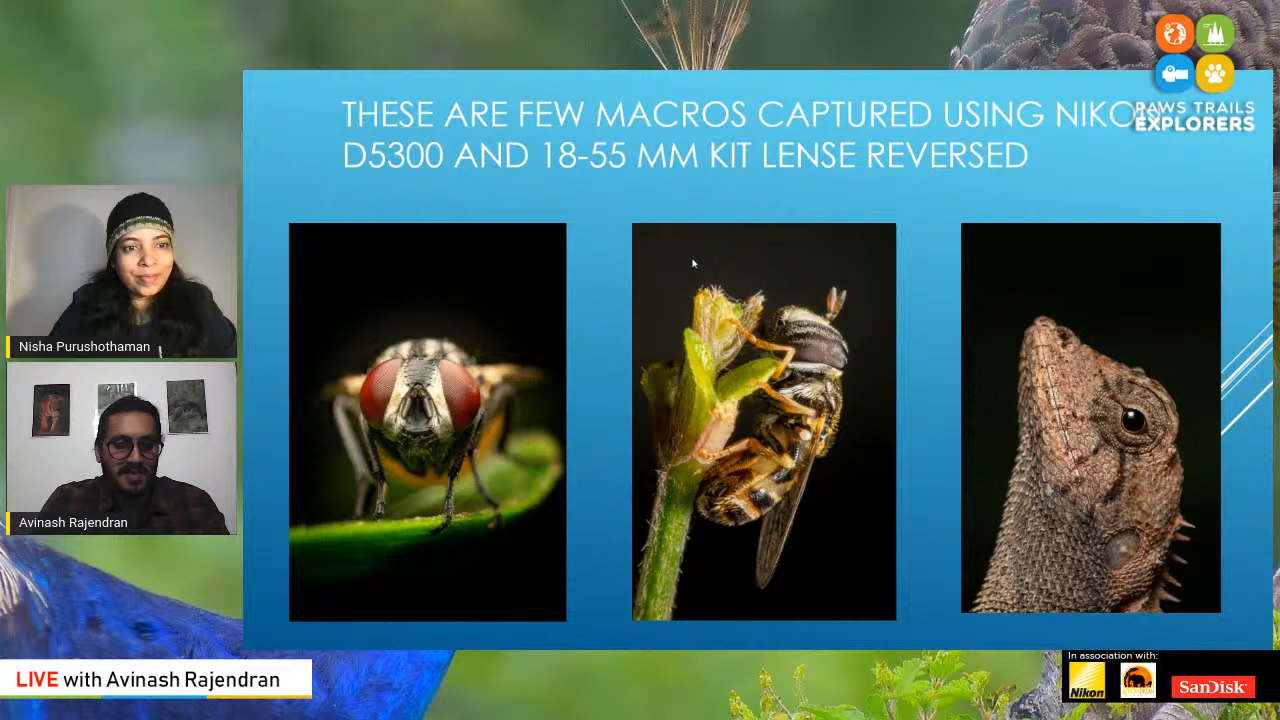 THESE ARE FEW MACROS CAPTURED USING NIKON
D5300 AND 18-55 MM KIT LENSE REVERSED
PAWS TRAILS
EXPLORERS
Nisha Purushothaman
Avinash Rajendran
LIVE with Avinash Rajendran
In association with:
Nikon
SanDisk